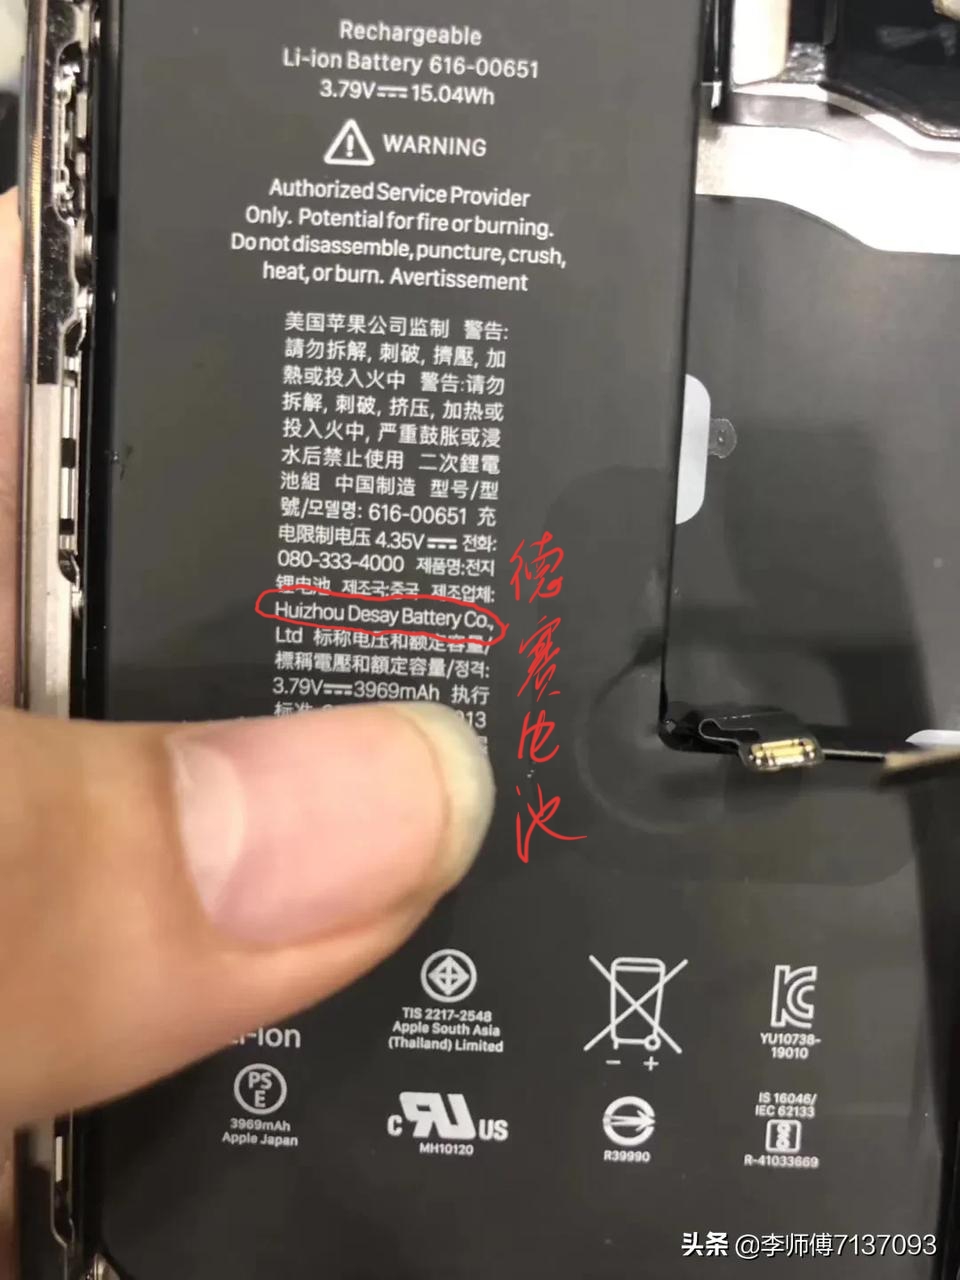 Rechargeable
Li-ion Battery 616-00651
3.79V⎓15.04Wh
WARNING
Authorized Service Provider
Only. Potential for fire or burning.
Do not disassemble, puncture, crush,
heat, or burn. Avertissement
美国苹果公司监制 警告:
請勿拆解, 刺破, 擠壓, 加
熱或投入火中 警告:请勿
拆解, 刺破, 挤压, 加热或
投入火中, 严重鼓胀或浸
水后禁止使用 二次鋰電
池組 中国制造 型号/型
號/모델명: 616-00651 充
电限制电压 4.35V⎓ 전화:
080-333-4000 제품명:전지
锂电池 제조국:중국 제조업체:
Huizhou Desay Battery Co.,
Ltd 标称电压和额定容量/
標稱電壓和額定容量/정격:
3.79V⎓3969mAh 执行
标准
德赛电池
Li-ion
PSE
3969mAh
Apple Japan
TIS 2217-2548
Apple South Asia
(Thailand) Limited
c RU US
MH10120
R39990
YU10738-
19010
IS 16046/
IEC 62133
R-41033669
头条 @李师傅7137093